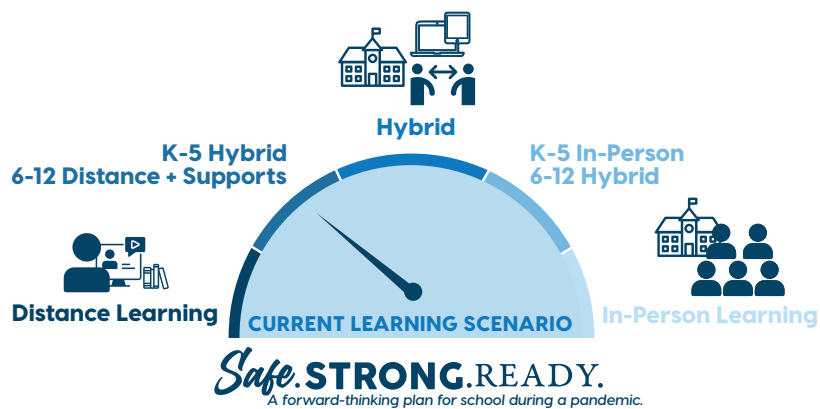 Hybrid
K-5 Hybrid
6-12 Distance + Supports
K-5 In-Person
6-12 Hybrid
Distance Learning
In-Person Learning
CURRENT LEARNING SCENARIO
Safe.STRONG.READY.
A forward-thinking plan for school during a pandemic.